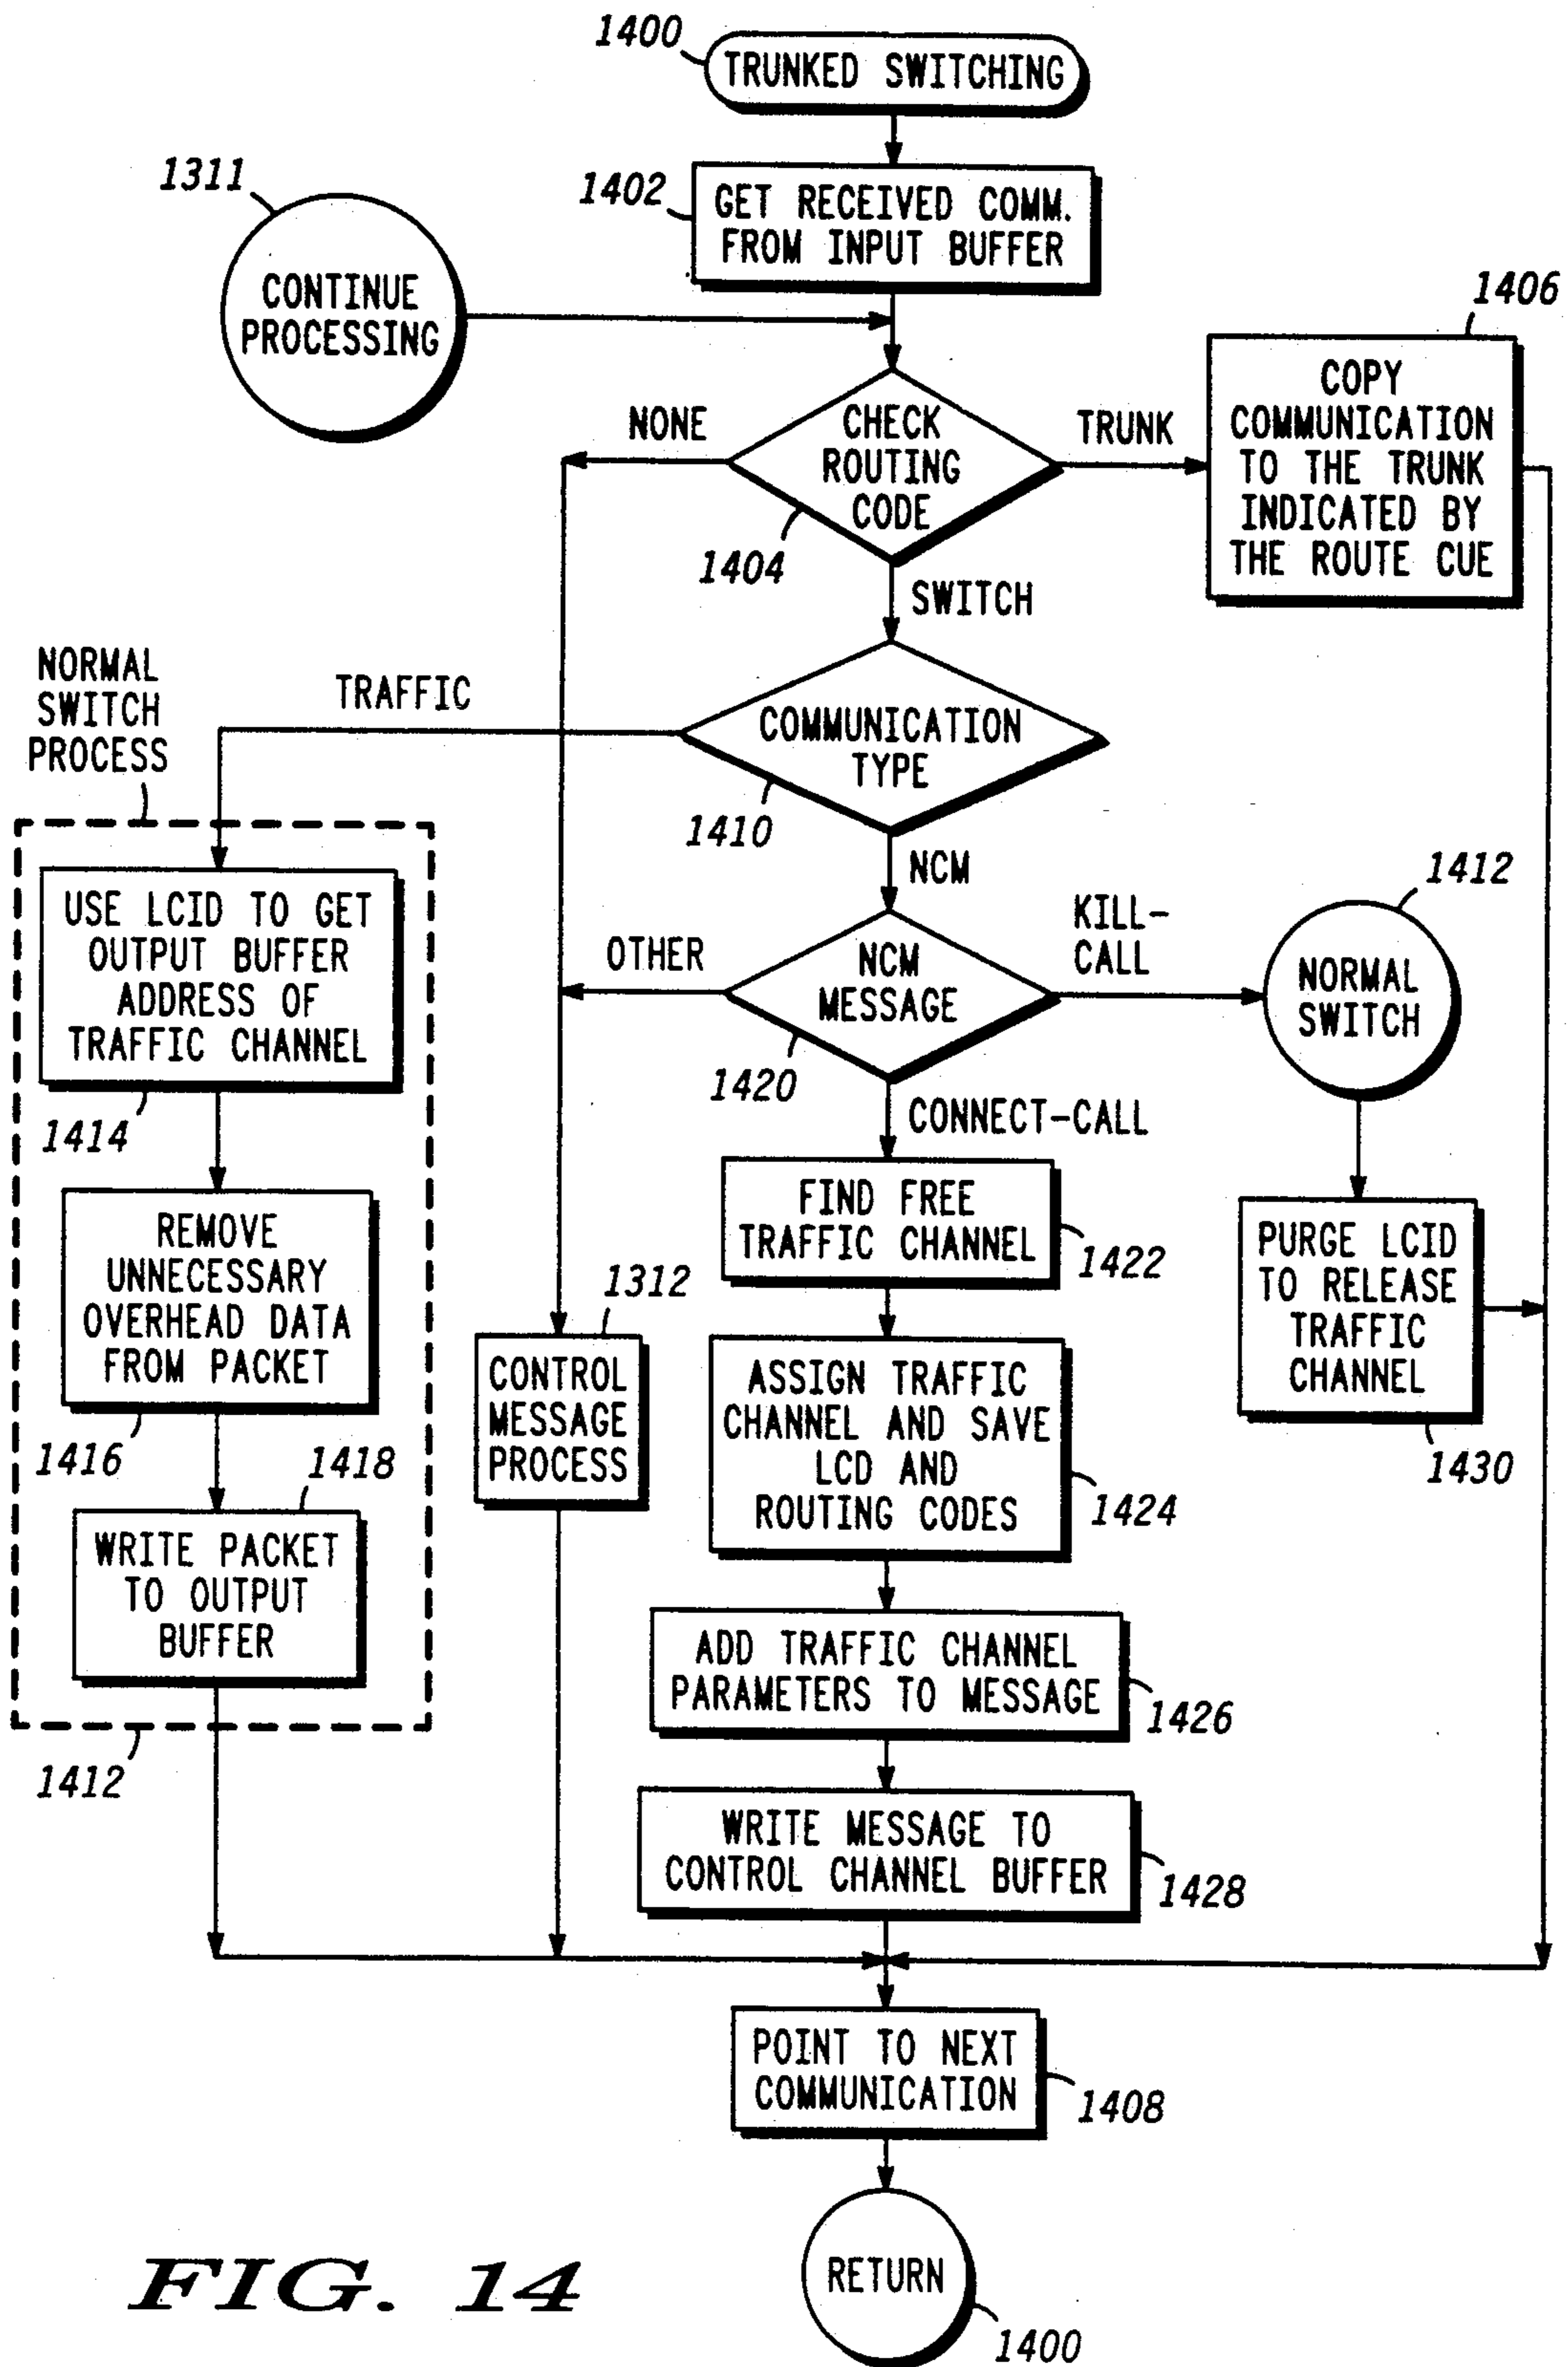 1400
TRUNKED SWITCHING
1311
1402
GET RECEIVED COMM.
FROM INPUT BUFFER
CONTINUE
PROCESSING
1406
COPY
COMMUNICATION
TO THE TRUNK
INDICATED BY
THE ROUTE CUE
NONE
CHECK
ROUTING
CODE
TRUNK
1404
SWITCH
NORMAL
SWITCH
PROCESS
TRAFFIC
COMMUNICATION
TYPE
1410
NCM
1412
USE LCID TO GET
OUTPUT BUFFER
ADDRESS OF
TRAFFIC CHANNEL
OTHER
NCM
MESSAGE
KILL-
CALL
NORMAL
SWITCH
1414
1420
CONNECT-CALL
REMOVE
UNNECESSARY
OVERHEAD DATA
FROM PACKET
FIND FREE
TRAFFIC CHANNEL
1422
PURGE LCID
TO RELEASE
TRAFFIC
CHANNEL
1312
CONTROL
MESSAGE
PROCESS
ASSIGN TRAFFIC
CHANNEL AND SAVE
LCD AND
ROUTING CODES
1416
1418
1430
1424
WRITE PACKET
TO OUTPUT
BUFFER
ADD TRAFFIC CHANNEL
PARAMETERS TO MESSAGE
1426
1412
WRITE MESSAGE TO
CONTROL CHANNEL BUFFER
1428
POINT TO NEXT
COMMUNICATION
1408
RETURN
FIG. 14
1400